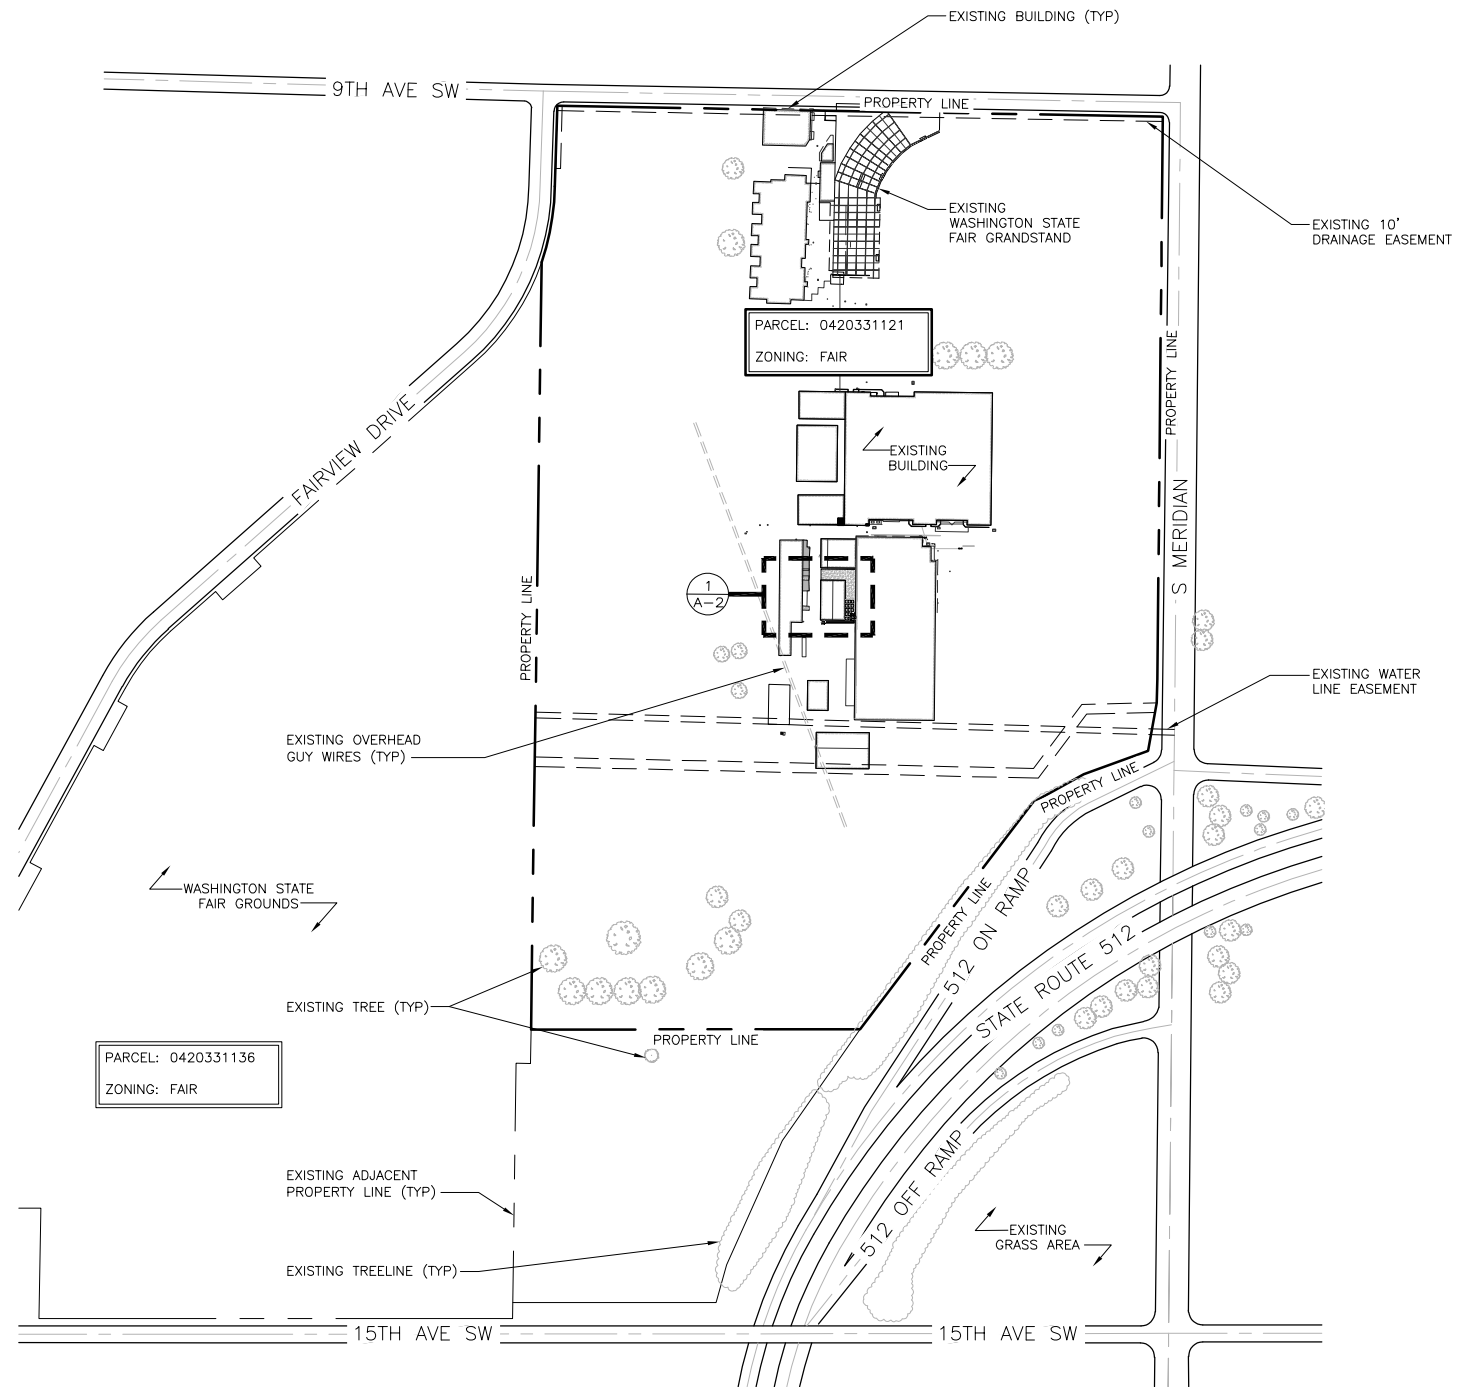 EXISTING BUILDING (TYP)
9TH AVE SW
PROPERTY LINE
EXISTING
WASHINGTON STATE
FAIR GRANDSTAND
EXISTING 10'
DRAINAGE EASEMENT
PARCEL: 0420331121
ZONING: FAIR
PROPERTY LINE
FAIRVIEW DRIVE
EXISTING
BUILDING
S MERIDIAN
1
A-2
PROPERTY LINE
EXISTING WATER
LINE EASEMENT
EXISTING OVERHEAD
GUY WIRES (TYP)
PROPERTY LINE
WASHINGTON STATE
FAIR GROUNDS
PROPERTY LINE
512 ON RAMP
STATE ROUTE 512
EXISTING TREE (TYP)
PROPERTY LINE
PARCEL: 0420331136
ZONING: FAIR
EXISTING ADJACENT
PROPERTY LINE (TYP)
512 OFF RAMP
EXISTING
GRASS AREA
EXISTING TREELINE (TYP)
15TH AVE SW
15TH AVE SW